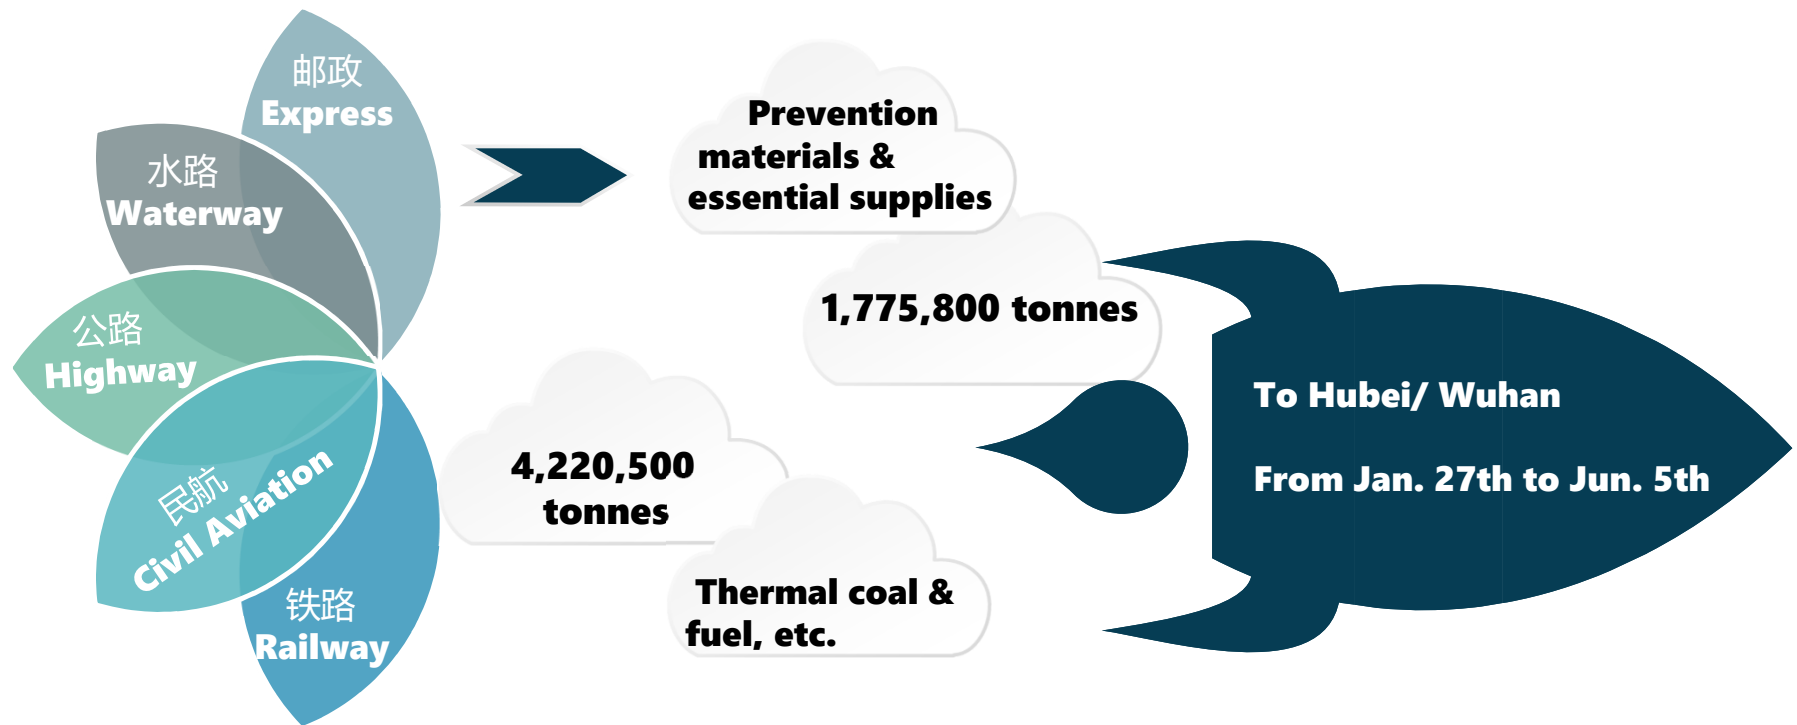 邮政
Express
水路
Waterway
公路
Highway
民航
Civil Aviation
铁路
Railway
Prevention
materials &
essential supplies
1,775,800 tonnes
4,220,500
tonnes
Thermal coal &
fuel, etc.
To Hubei/ Wuhan
From Jan. 27th to Jun. 5th